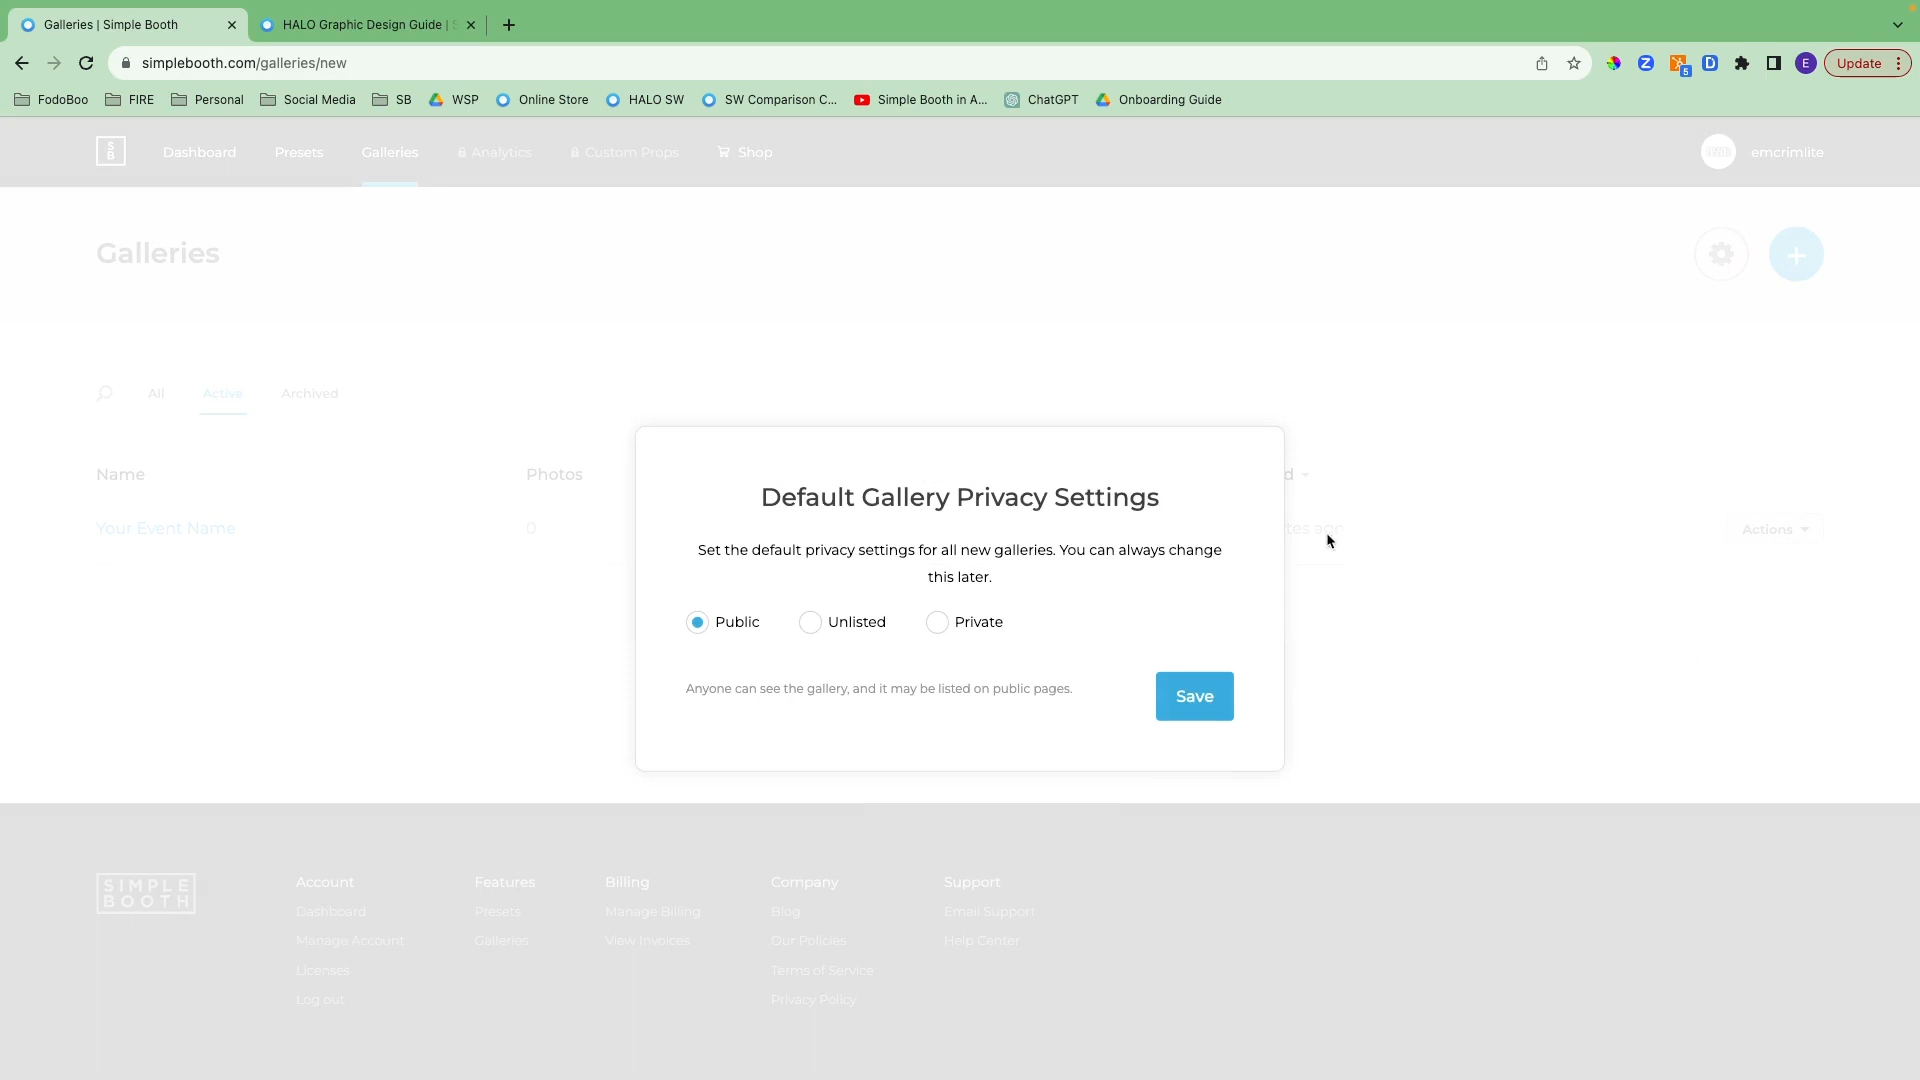 Galleries | Simple Booth
HALO Graphic Design Guide |
simplebooth.com/galleries/new
Z
5
D
E
Update
FodoBoo
FIRE
Personal
Social Media
SB
WSP
Online Store
HALO SW
SW Comparison C...
Simple Booth in A...
ChatGPT
Onboarding Guide
S
B
Dashboard
Presets
Galleries
Analytics
Custom Props
Shop
emcrimlite
Galleries
All
Active
Archived
Name
Photos
d
Your Event Name
0
Actions
Default Gallery Privacy Settings
Set the default privacy settings for all new galleries. You can always change
this later.
Public
Unlisted
Private
Anyone can see the gallery, and it may be listed on public pages.
Save
SIMPLE
BOOTH
Account
Dashboard
Manage Account
Licenses
Log out
Features
Presets
Galleries
Billing
Manage Billing
View Invoices
Company
Blog
Our Policies
Terms of Service
Privacy Policy
Support
Email Support
Help Center